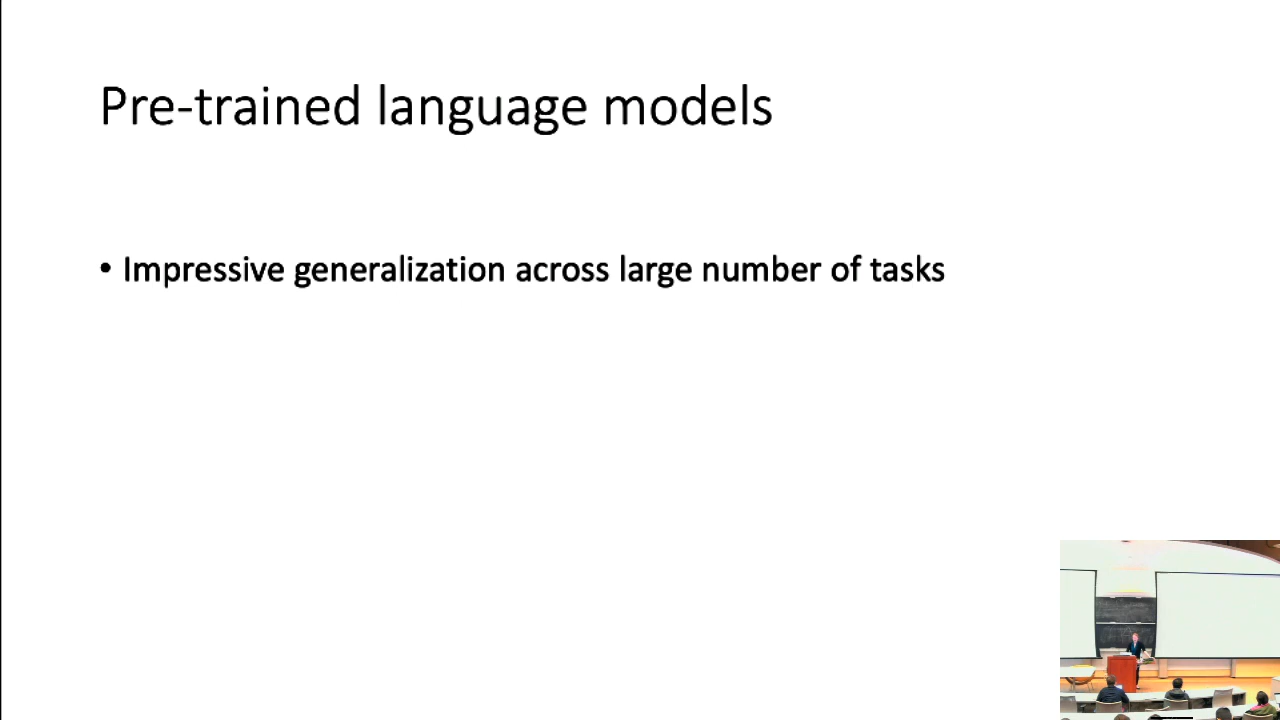 Pre-trained language models
• Impressive generalization across large number of tasks